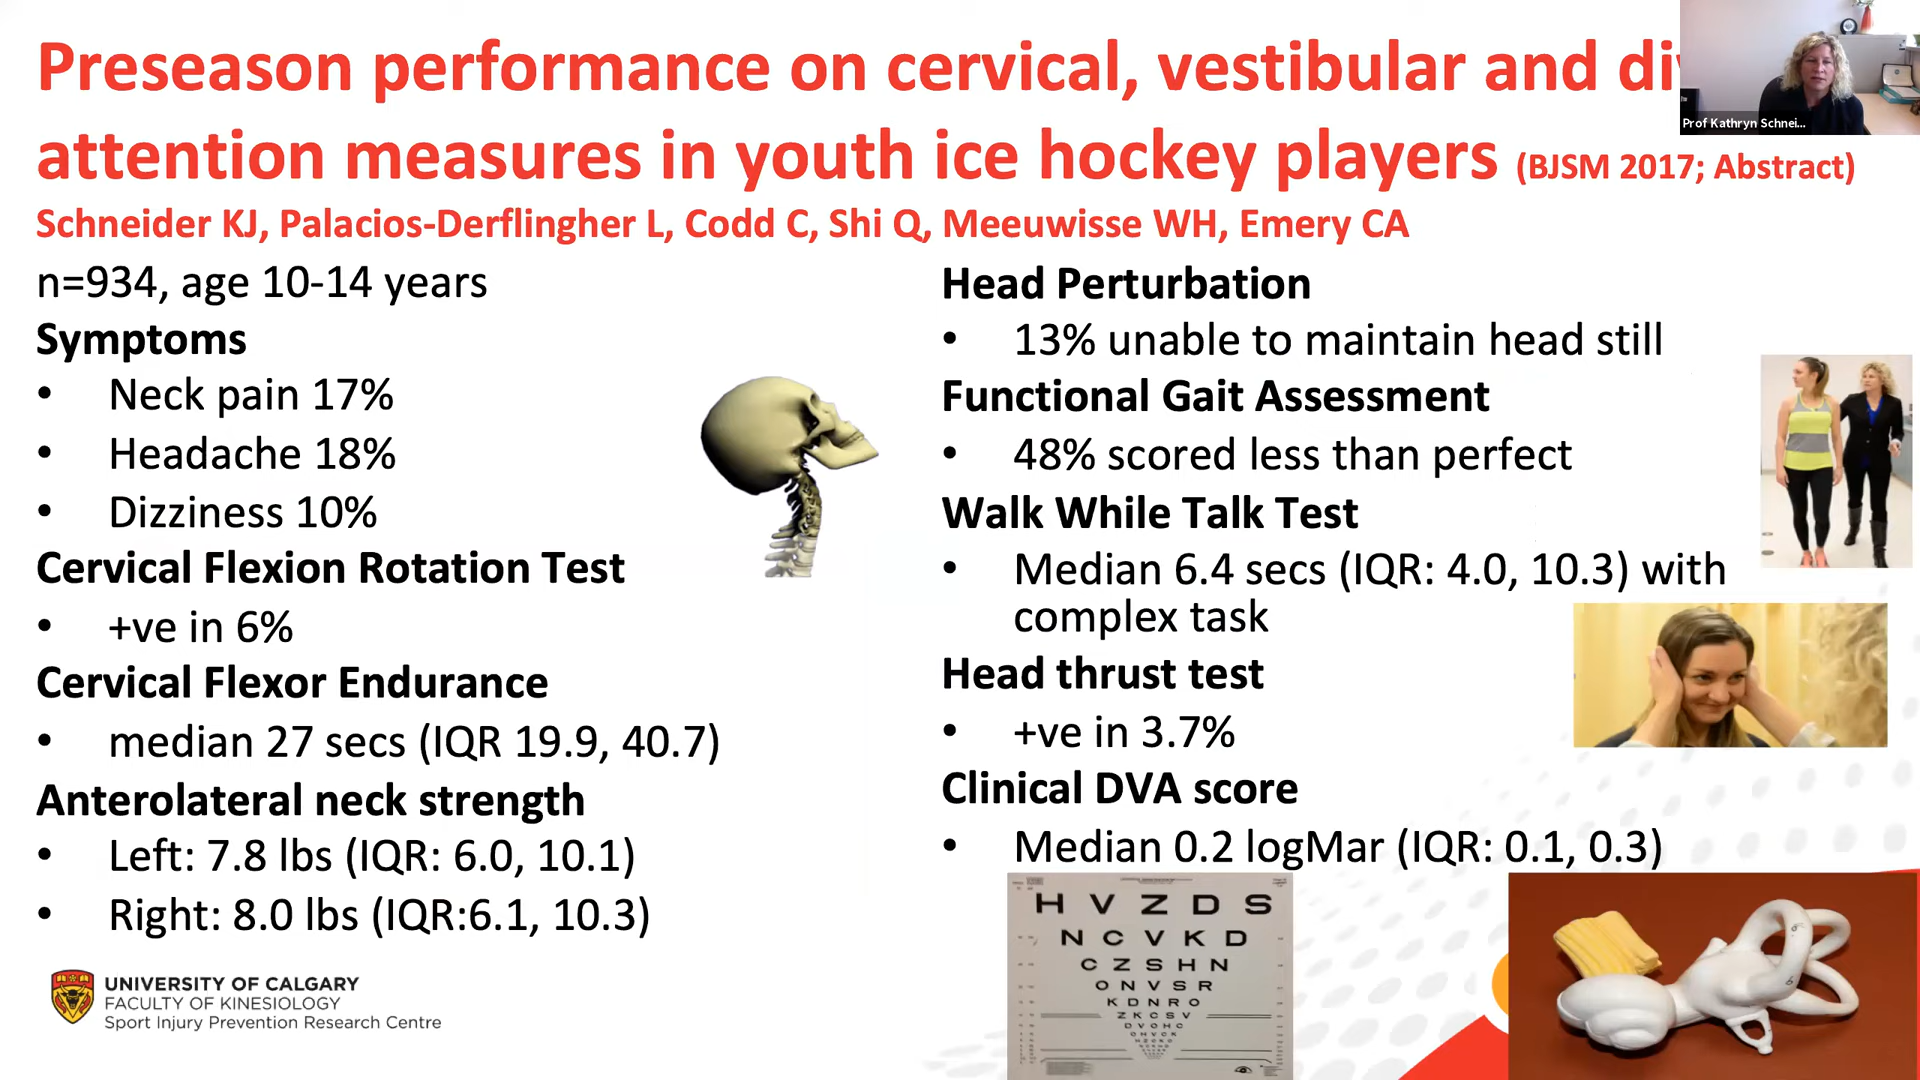 Preseason performance on cervical, vestibular and
attention measures in youth ice hockey players (BJSM 2017; Abstract)
Schneider KJ, Palacios-Derflingher L, Codd C, Shi Q, Meeuwisse WH, Emery CA
Prof Kathryn Schnei...
n=934, age 10-14 years
Symptoms
• Neck pain 17%
• Headache 18%
• Dizziness 10%
Cervical Flexion Rotation Test
• +ve in 6%
Cervical Flexor Endurance
• median 27 secs (IQR 19.9, 40.7)
Anterolateral neck strength
• Left: 7.8 lbs (IQR: 6.0, 10.1)
• Right: 8.0 lbs (IQR:6.1, 10.3)
UNIVERSITY OF CALGARY
FACULTY OF KINESIOLOGY
Sport Injury Prevention Research Centre
Head Perturbation
• 13% unable to maintain head still
Functional Gait Assessment
• 48% scored less than perfect
Walk While Talk Test
• Median 6.4 secs (IQR: 4.0, 10.3) with
complex task
Head thrust test
• +ve in 3.7%
Clinical DVA score
• Median 0.2 logMar (IQR: 0.1, 0.3)
H V Z D S
N C V K D
C Z S H N
O N V S R
K D N R O
Z K C S V
D V O H C